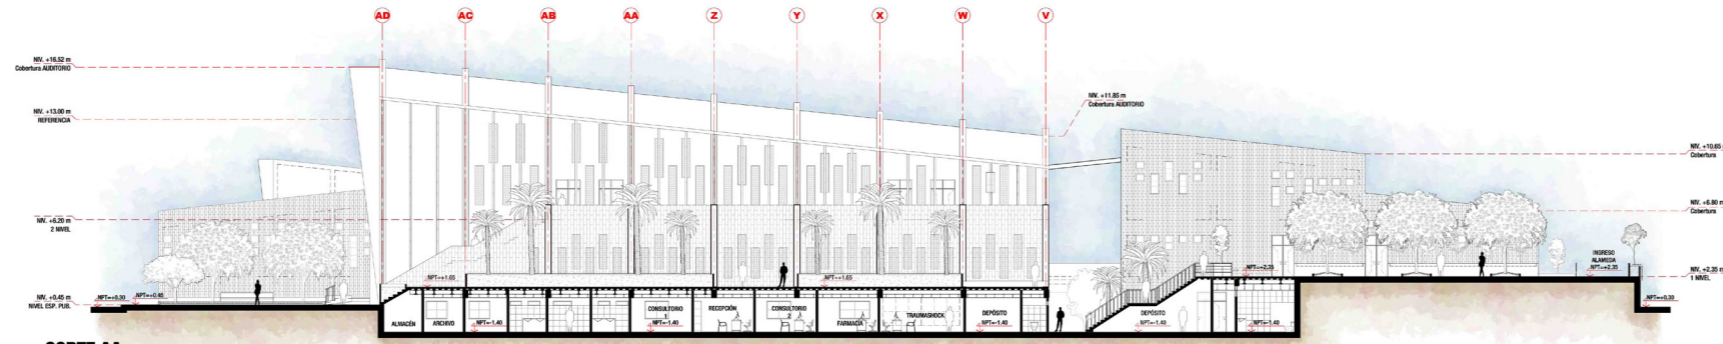 AD AC AB AA Z Y X W V
NIV. +16.52 m
Cobertura AUDITORIO
NIV. +13.00 m
REFERENCIA
NIV. +6.20 m
2 NIVEL
NIV. +0.45 m
NIVEL ESP. PUB.
NPT=+0.30
NPT=+0.45
NIV. +11.85 m
Cobertura AUDITORIO
NIV. +10.65 m
Cobertura
NIV. +6.80 m
Cobertura
NIV. +2.35 m
1 NIVEL
NPT=+0.30
INGRESO
ALAMEDA
NPT=+2.35
NPT=+2.35
NPT=+1.65
NPT=+1.65
ALMACÉN
ARCHIVO
NPT=-1.40
CONSULTORIO
1
NPT=-1.40
RECEPCIÓN
CONSULTORIO
2
FARMACIA
TRAUMASHOCK
DEPÓSITO
NPT=-1.40
DEPÓSITO
NPT=-1.40
NPT=-1.40